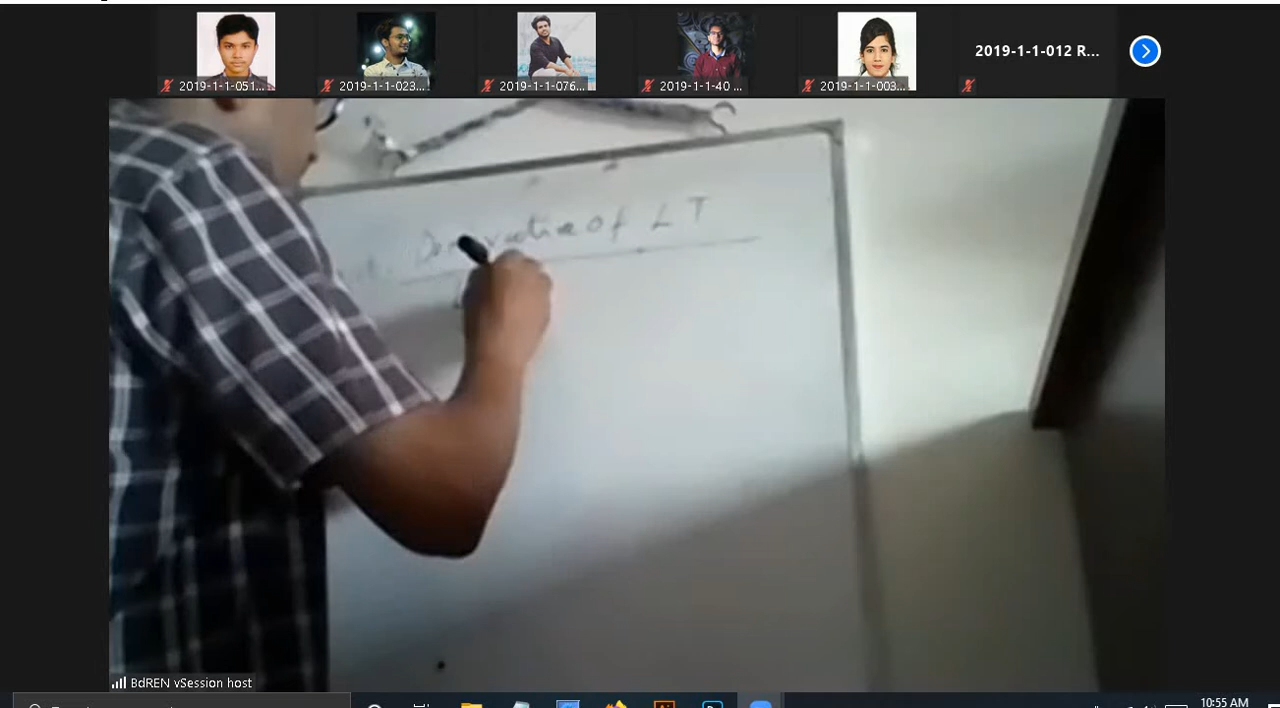 2019-1-1-051...
2019-1-1-023...
2019-1-1-076...
2019-1-1-40 ...
2019-1-1-003...
2019-1-1-012 R...
of L T
BdREN vSession host
10:55 AM